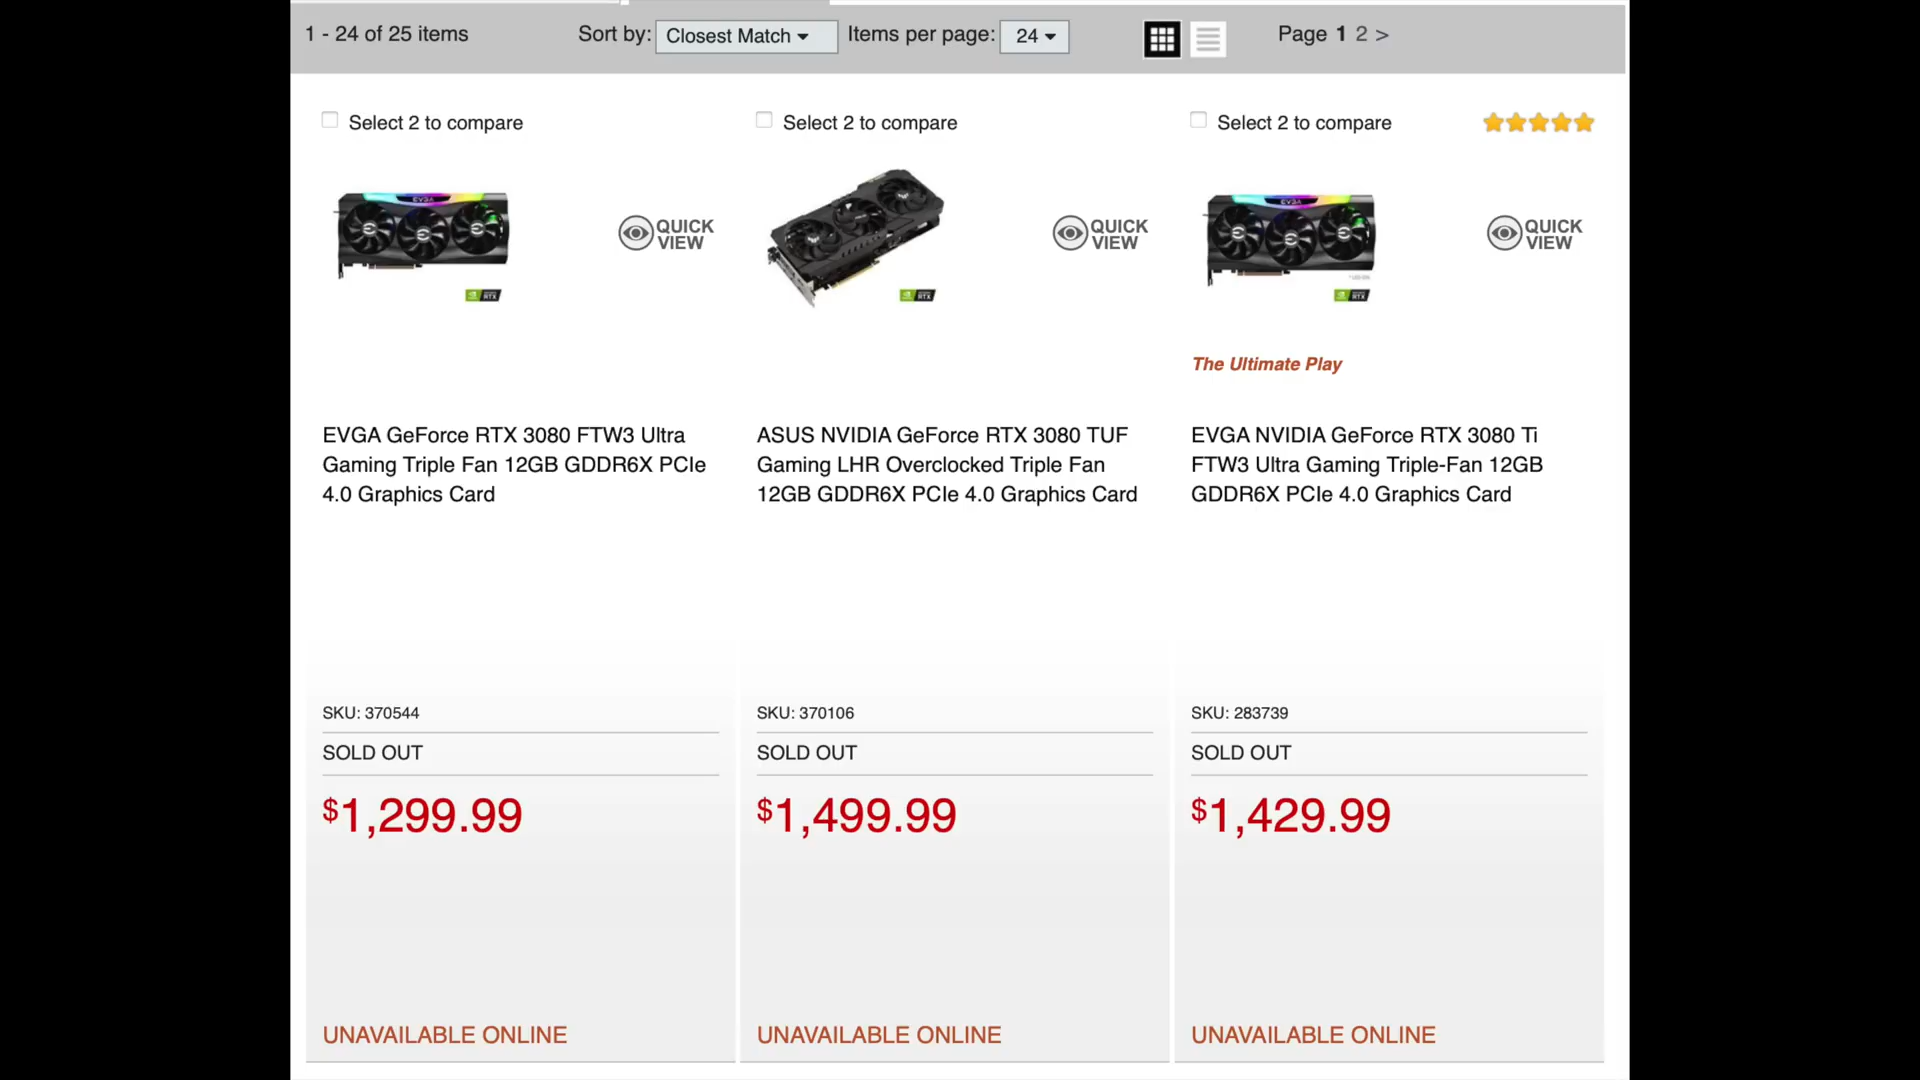 1 - 24 of 25 items
Sort by: Closest Match
Items per page: 24
Page 1 2 >
Select 2 to compare
Select 2 to compare
Select 2 to compare
EVGA
EVGA
QUICK
VIEW
QUICK
VIEW
QUICK
VIEW
RTX
RTX
RTX
The Ultimate Play
EVGA GeForce RTX 3080 FTW3 Ultra
Gaming Triple Fan 12GB GDDR6X PCIe
4.0 Graphics Card
ASUS NVIDIA GeForce RTX 3080 TUF
Gaming LHR Overclocked Triple Fan
12GB GDDR6X PCIe 4.0 Graphics Card
EVGA NVIDIA GeForce RTX 3080 Ti
FTW3 Ultra Gaming Triple-Fan 12GB
GDDR6X PCIe 4.0 Graphics Card
SKU: 370544
SOLD OUT
$1,299.99
UNAVAILABLE ONLINE
SKU: 370106
SOLD OUT
$1,499.99
UNAVAILABLE ONLINE
SKU: 283739
SOLD OUT
$1,429.99
UNAVAILABLE ONLINE